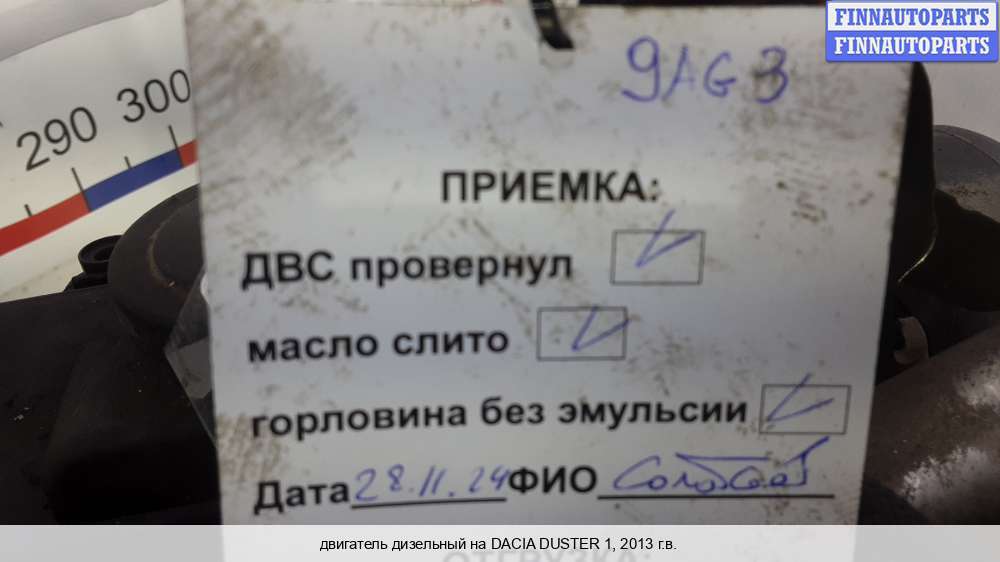 FINNAUTOPARTS
FINNAUTOPARTS
9AG3
290 300
ПРИЕМКА:
ДВС провернул
масло слито
горловина без эмульсии
Дата 28.11.24 ФИО
двигатель дизельный на DACIA DUSTER 1, 2013 г.в.